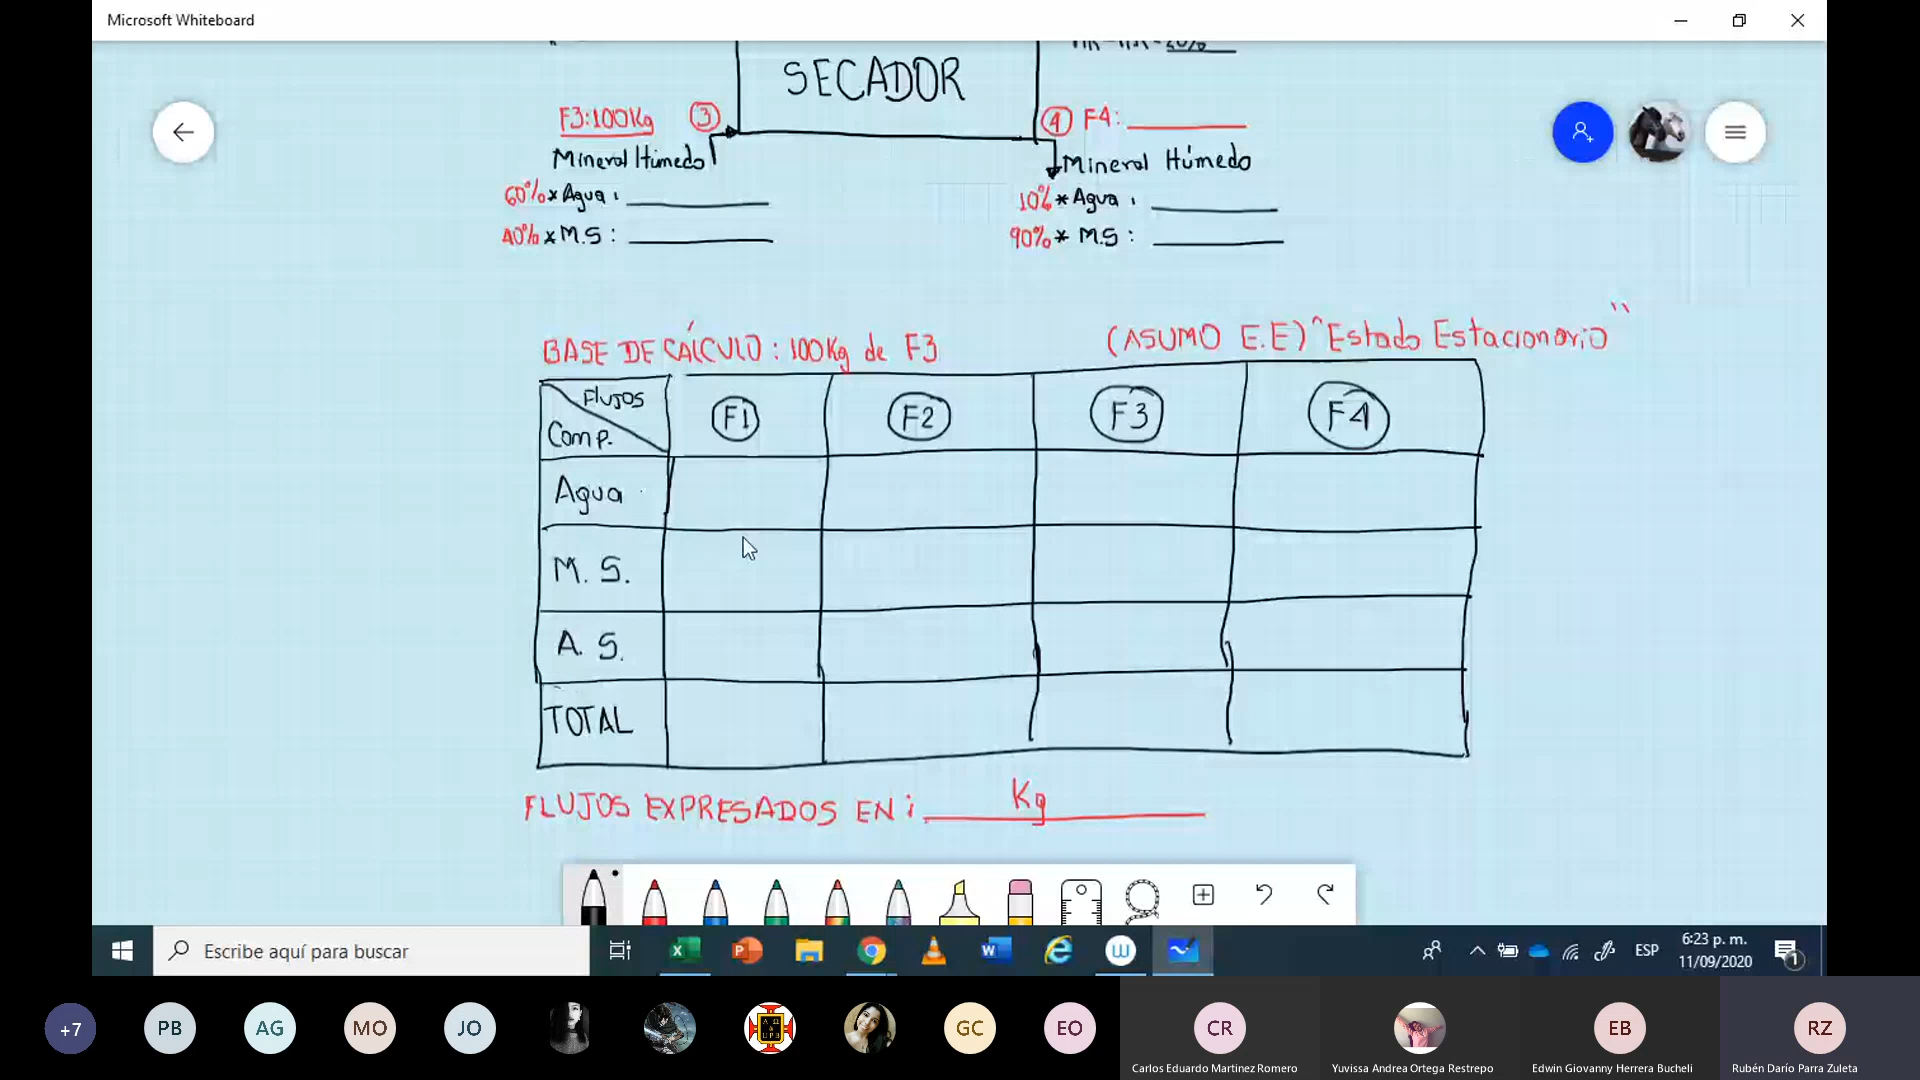 Microsoft Whiteboard
SECADOR
F3:100Kg 3
4 F4:
Mineral Húmedo
Mineral Húmedo
60% * Agua:
10% * Agua:
40% * M.S:
90% * M.S:
BASE DE CÁLCULO: 100Kg de F3
(ASUMO E.E) "Estado Estacionario"
Flujos
Comp.
F1 F2 F3 F4
Agua
M. S.
A. S.
TOTAL
FLUJOS EXPRESADOS EN: Kg
Escribe aquí para buscar
ESP
6:23 p. m.
11/09/2020
1
+7 PB AG MO JO GC EO CR EB RZ
Carlos Eduardo Martinez Romero
Yuvissa Andrea Ortega Restrepo
Edwin Giovanny Herrera Bucheli
Rubén Darío Parra Zuleta